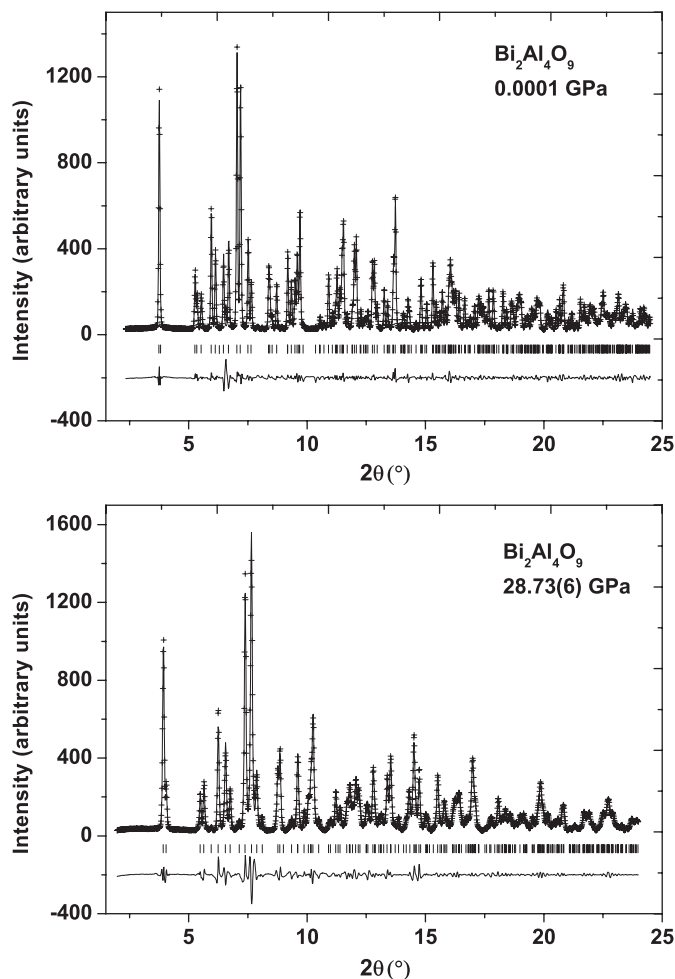 Bi₂Al₄O₉
0.0001 GPa
Intensity (arbitrary units)
1200
800
400
0
-400
5 10 15 20 25
2θ (°)
Bi₂Al₄O₉
28.73(6) GPa
Intensity (arbitrary units)
1600
1200
800
400
0
-400
5 10 15 20 25
2θ (°)